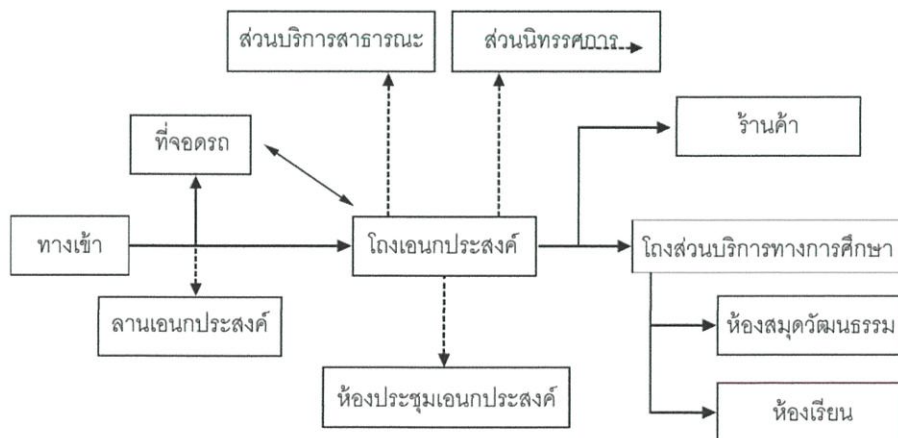 ส่วนบริการสาธารณะ
ส่วนนิทรรศการ
ร้านค้า
ที่จอดรถ
ทางเข้า
โถงเอนกประสงค์
โถงส่วนบริการทางการศึกษา
ลานเอนกประสงค์
ห้องสมุดวัฒนธรรม
ห้องประชุมเอนกประสงค์
ห้องเรียน